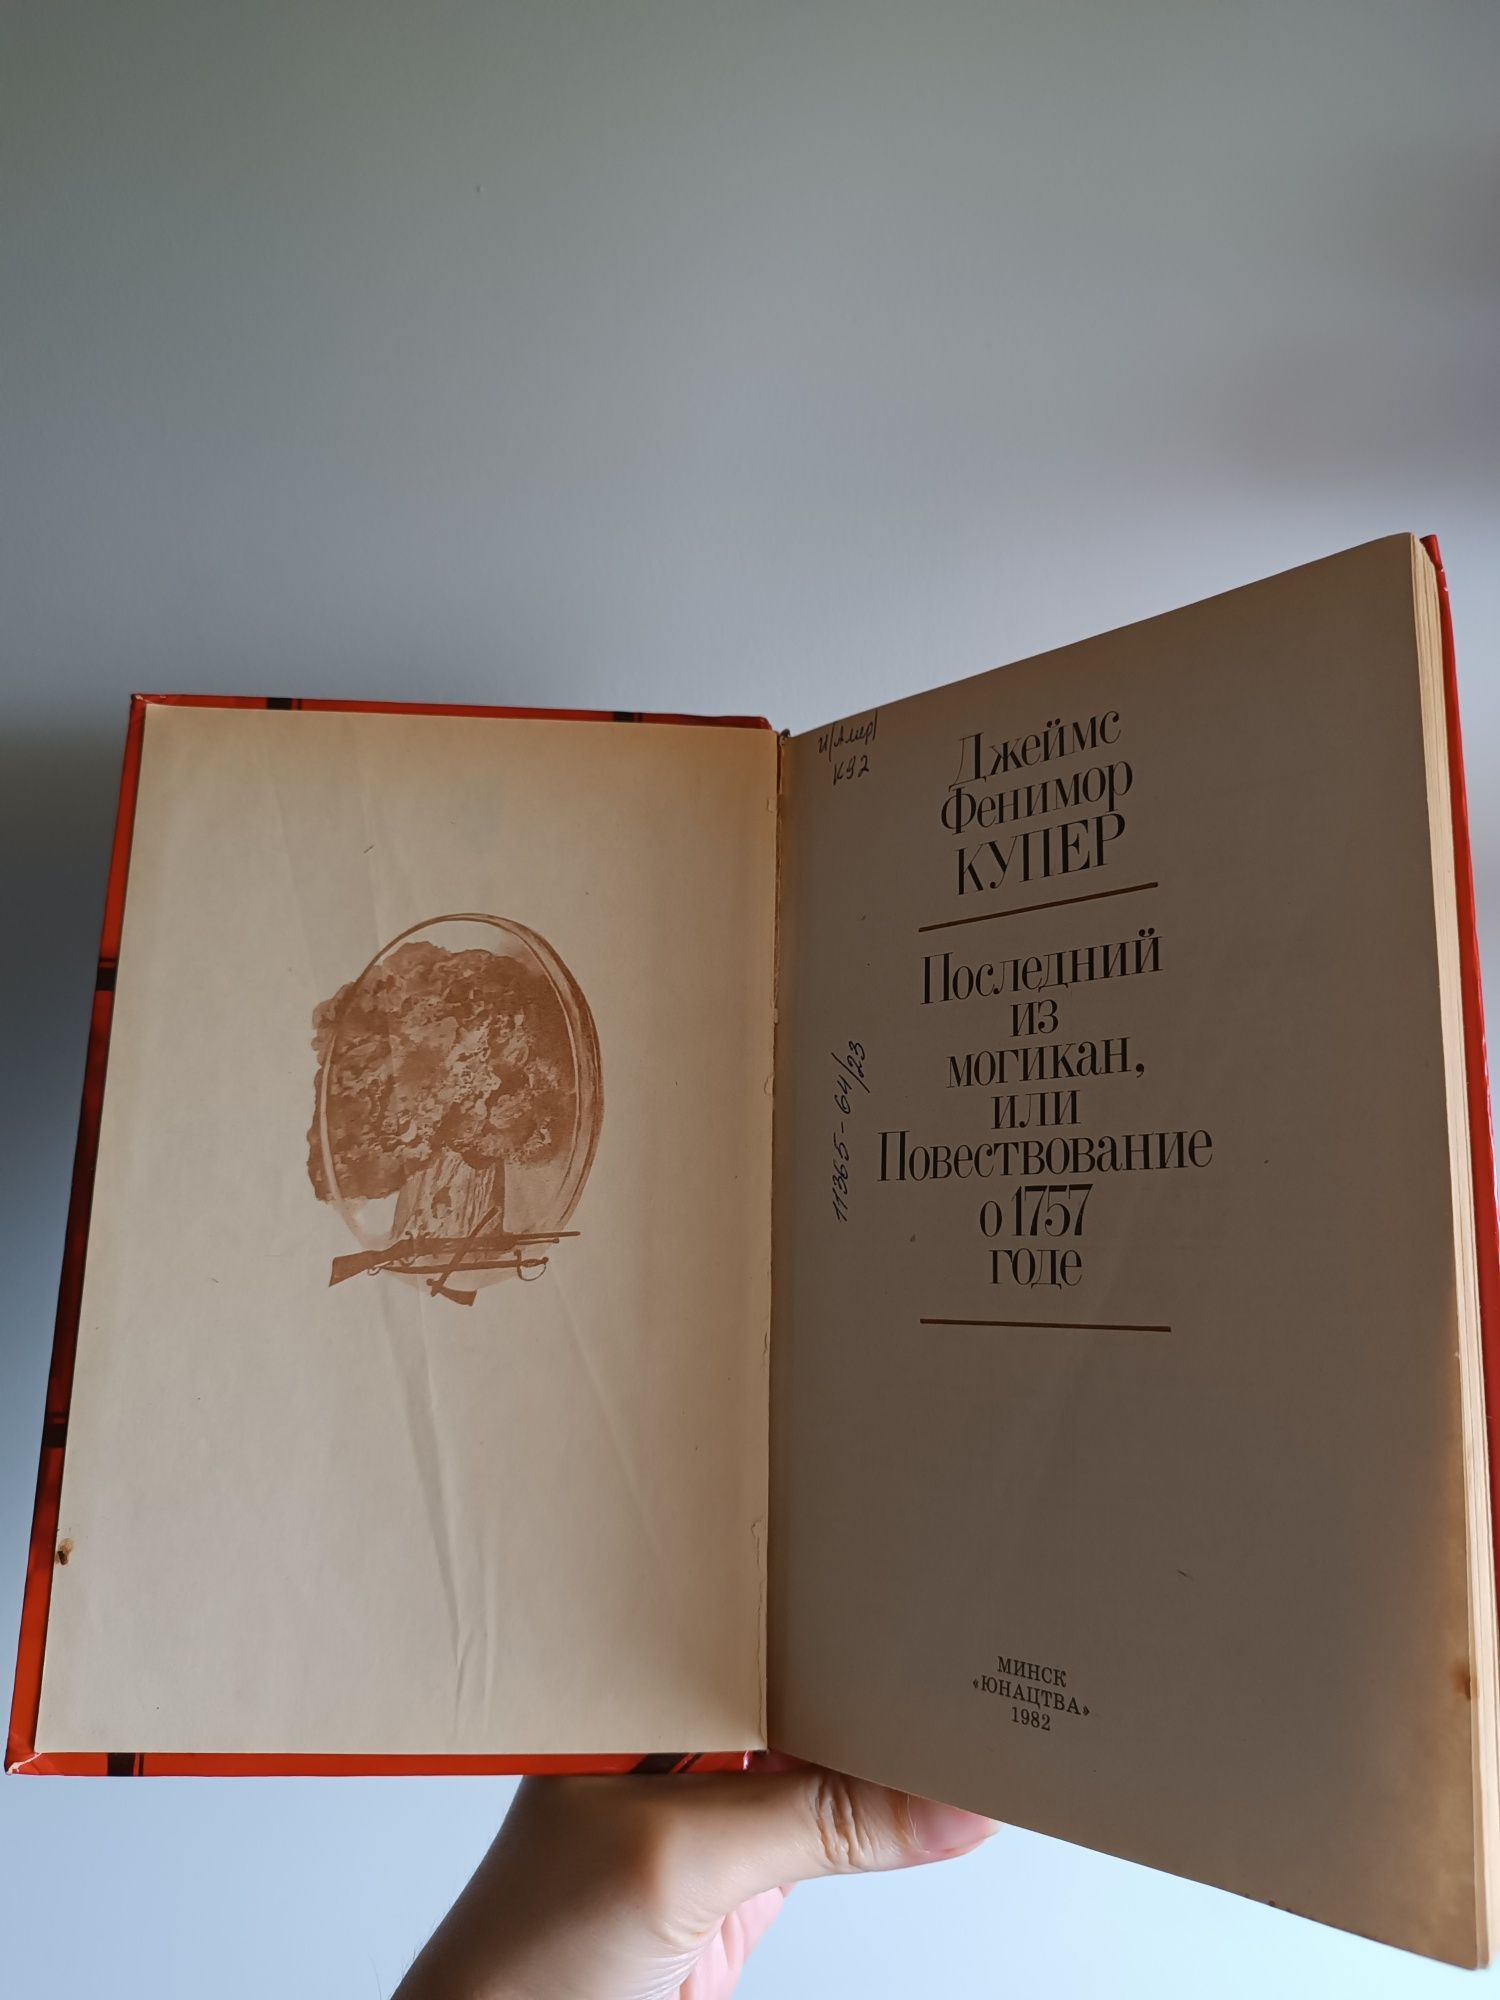 И(Амер)
К92
Джеймс
Фенимор
КУПЕР
Последний
из
могикан,
или
Повествование
о 1757
годе
11365-64/23
МИНСК
«ЮНАЦТВА»
1982